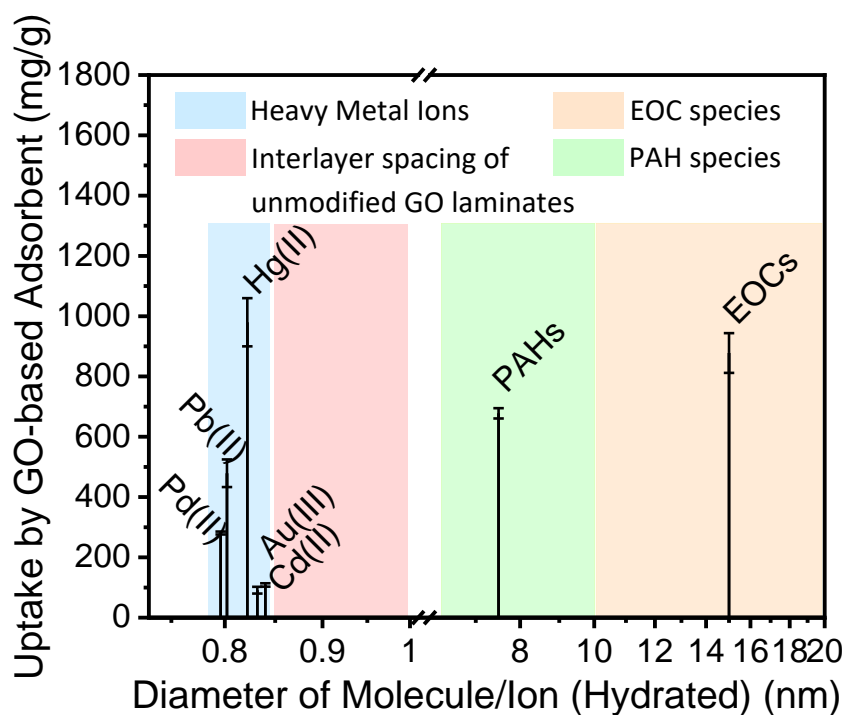 Uptake by GO-based Adsorbent (mg/g)
1800
1600
1400
1200
1000
800
600
400
200
0
Heavy Metal Ions
EOC species
Interlayer spacing of
unmodified GO laminates
PAH species
Hg(II)
EOCs
PAHs
Pb(II)
Pd(II)
Au(III)
Cd(II)
0.8 0.9 1 8 10 12 14 16 18 20
Diameter of Molecule/Ion (Hydrated) (nm)